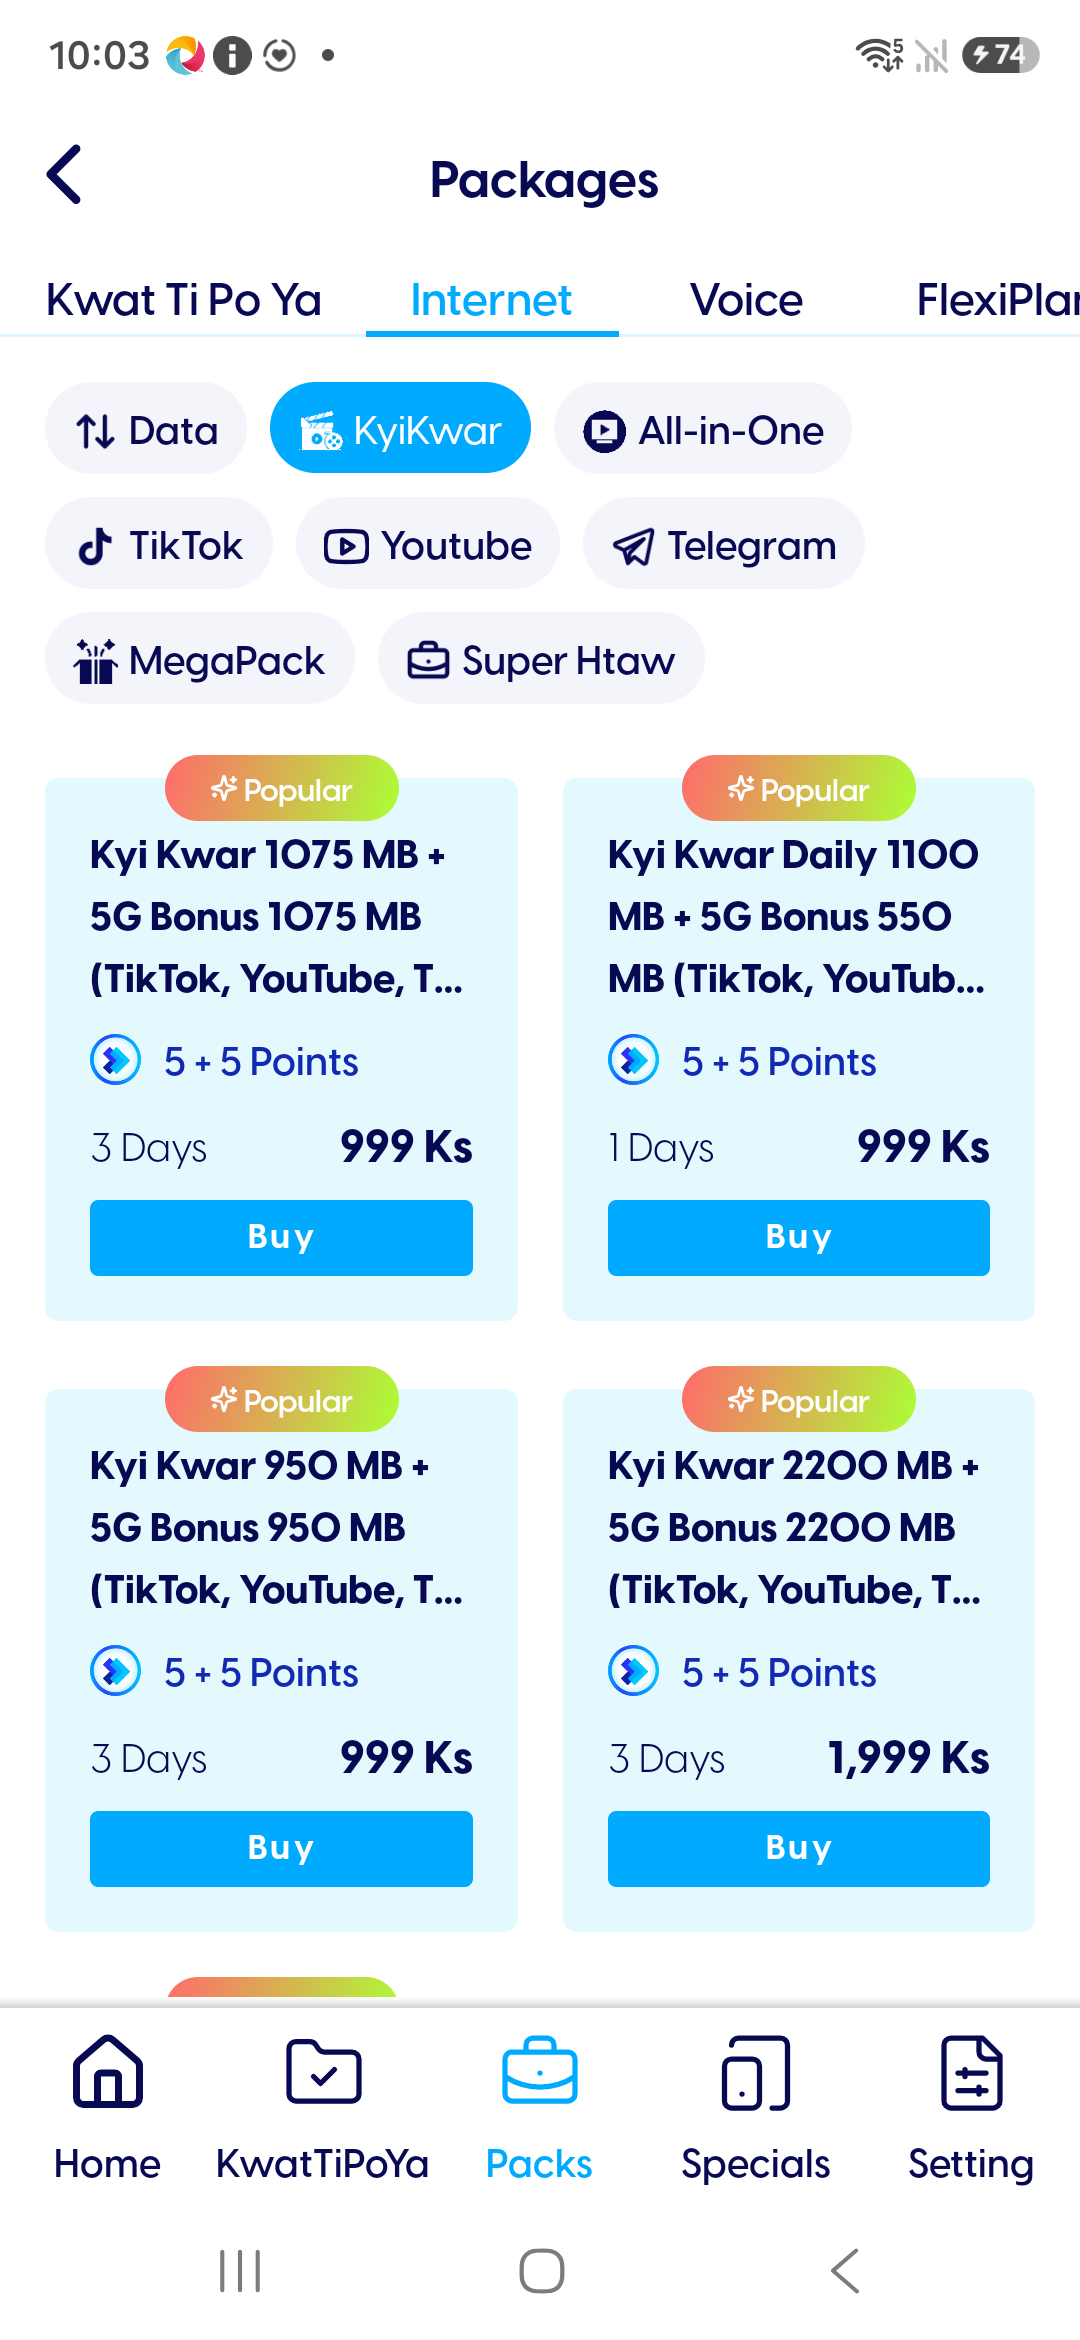 10:03
5
74
Packages
Kwat Ti Po Ya Internet Voice FlexiPlan
Data KyiKwar All-in-One
TikTok Youtube Telegram
MegaPack Super Htaw
Popular
Kyi Kwar 1075 MB +
5G Bonus 1075 MB
(TikTok, YouTube, T...
5 + 5 Points
3 Days 999 Ks
Buy
Popular
Kyi Kwar Daily 1100
MB + 5G Bonus 550
MB (TikTok, YouTub...
5 + 5 Points
1 Days 999 Ks
Buy
Popular
Kyi Kwar 950 MB +
5G Bonus 950 MB
(TikTok, YouTube, T...
5 + 5 Points
3 Days 999 Ks
Buy
Popular
Kyi Kwar 2200 MB +
5G Bonus 2200 MB
(TikTok, YouTube, T...
5 + 5 Points
3 Days 1,999 Ks
Buy
Home KwatTiPoYa Packs Specials Setting